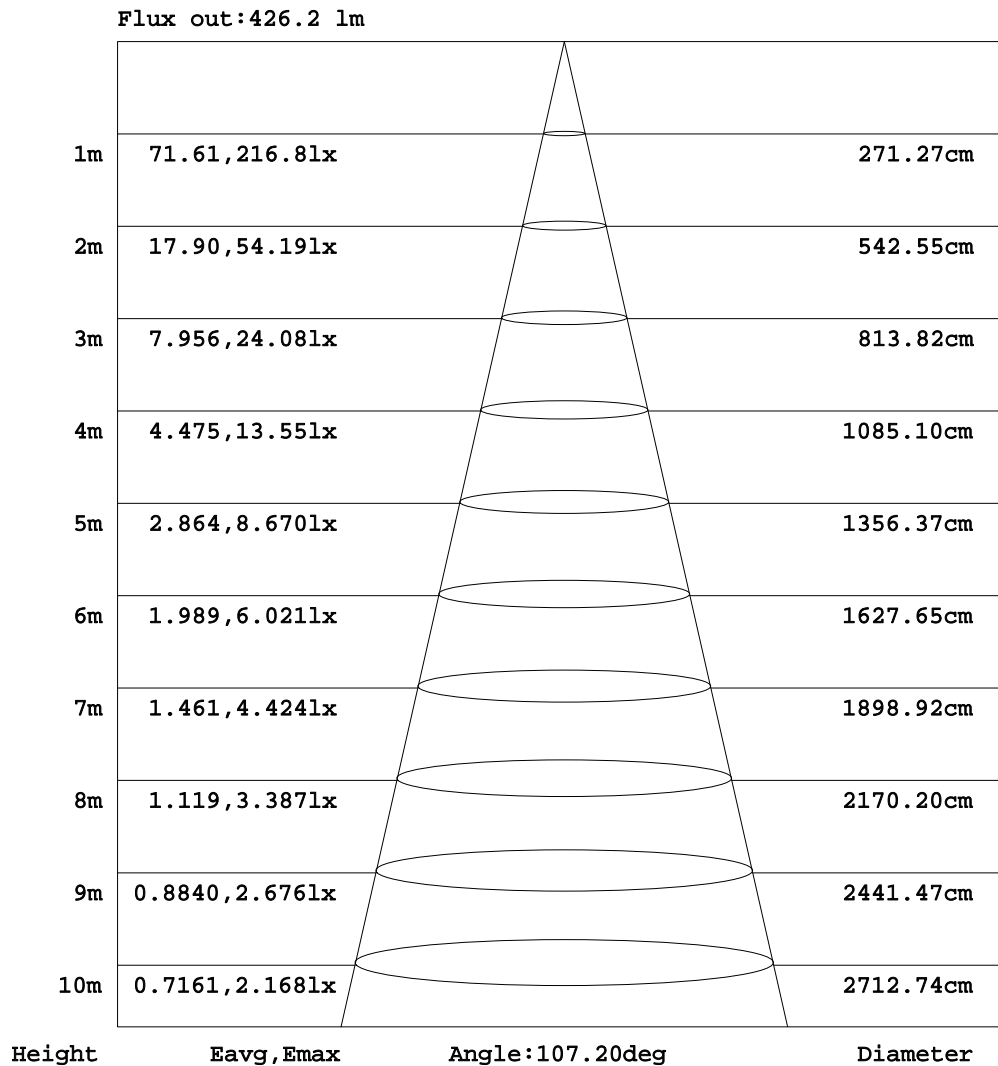 Flux out:426.2 lm
1m 71.61,216.8lx 271.27cm
2m 17.90,54.19lx 542.55cm
3m 7.956,24.08lx 813.82cm
4m 4.475,13.55lx 1085.10cm
5m 2.864,8.670lx 1356.37cm
6m 1.989,6.021lx 1627.65cm
7m 1.461,4.424lx 1898.92cm
8m 1.119,3.387lx 2170.20cm
9m 0.8840,2.676lx 2441.47cm
10m 0.7161,2.168lx 2712.74cm
Height Eavg,Emax Angle:107.20deg Diameter